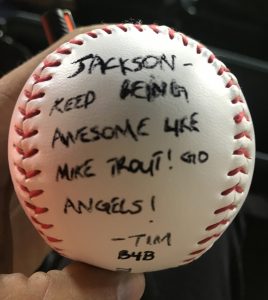 JACKSON -
KEEP BEING
AWESOME LIKE
MIKE TROUT! GO
ANGELS!
- TIM
B4B